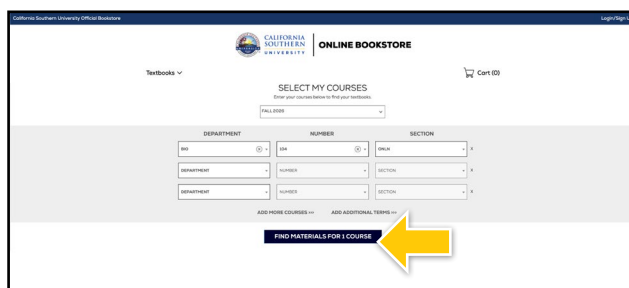 California Southern University Official Bookstore
Login/Sign U
CALIFORNIA
SOUTHERN
UNIVERSITY
ONLINE BOOKSTORE
Textbooks
Cart (0)
SELECT MY COURSES
Enter your courses below to find your textbooks
FALL 2020
DEPARTMENT NUMBER SECTION
BIO 104 ONLN X
DEPARTMENT NUMBER SECTION X
DEPARTMENT NUMBER SECTION X
ADD MORE COURSES >> ADD ADDITIONAL TERMS >>
FIND MATERIALS FOR 1 COURSE